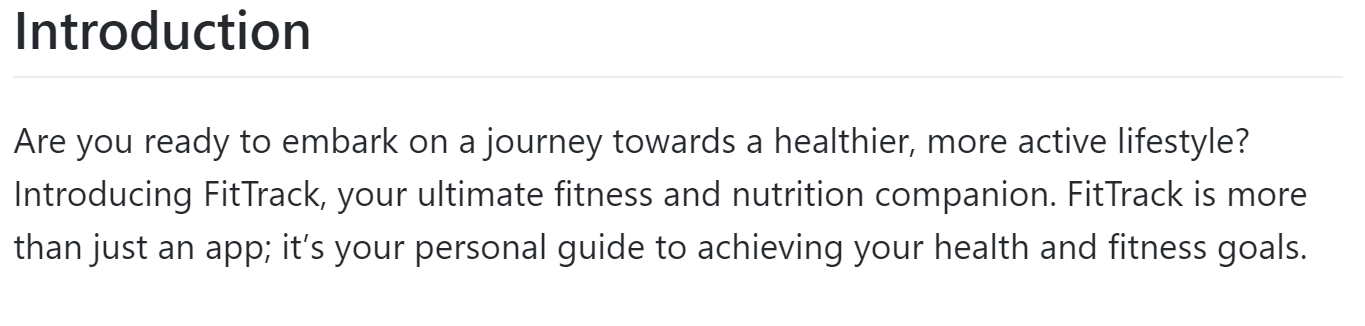 Introduction
Are you ready to embark on a journey towards a healthier, more active lifestyle?
Introducing FitTrack, your ultimate fitness and nutrition companion. FitTrack is more
than just an app; it’s your personal guide to achieving your health and fitness goals.